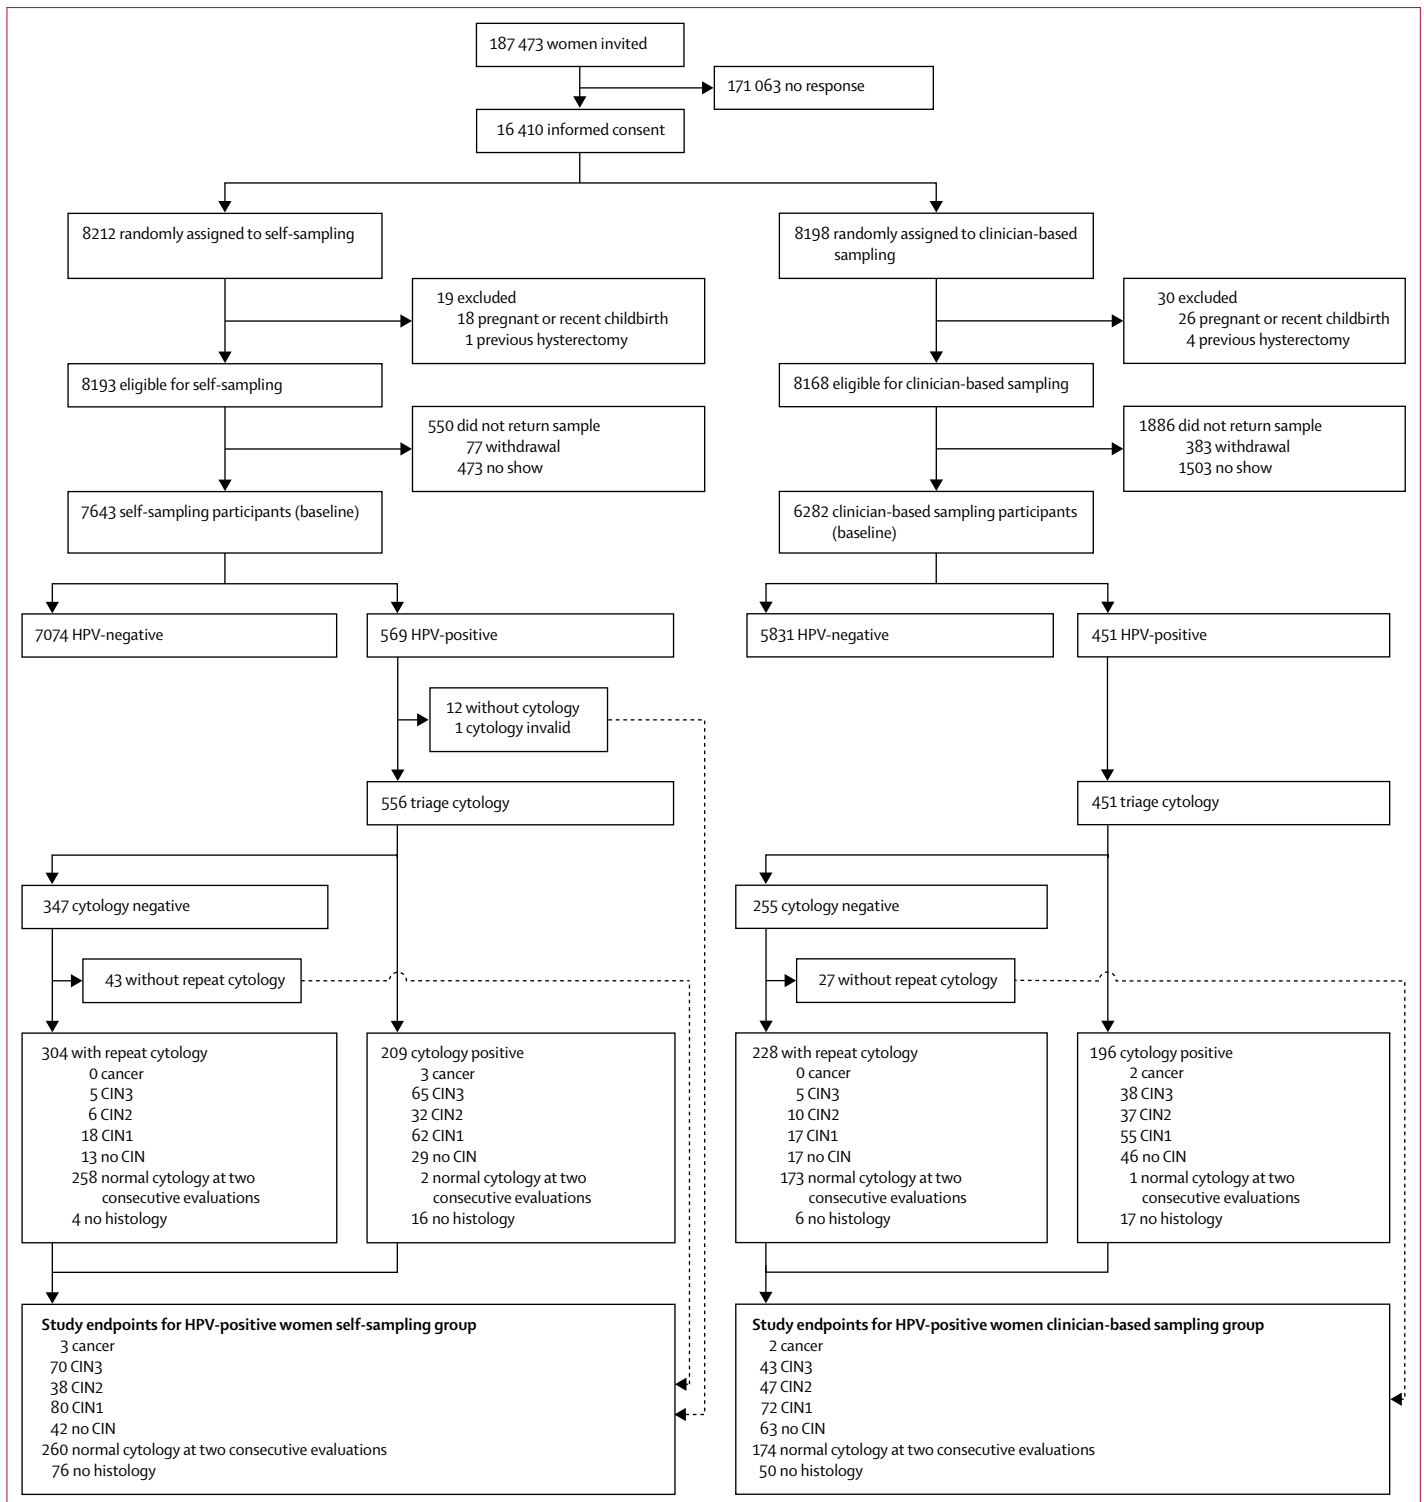 187 473 women invited
171 063 no response
16 410 informed consent
8212 randomly assigned to self-sampling
8198 randomly assigned to clinician-based
sampling
19 excluded
18 pregnant or recent childbirth
1 previous hysterectomy
30 excluded
26 pregnant or recent childbirth
4 previous hysterectomy
8193 eligible for self-sampling
8168 eligible for clinician-based sampling
550 did not return sample
77 withdrawal
473 no show
1886 did not return sample
383 withdrawal
1503 no show
7643 self-sampling participants (baseline)
6282 clinician-based sampling participants
(baseline)
7074 HPV-negative
569 HPV-positive
5831 HPV-negative
451 HPV-positive
12 without cytology
1 cytology invalid
556 triage cytology
451 triage cytology
347 cytology negative
255 cytology negative
43 without repeat cytology
27 without repeat cytology
304 with repeat cytology
0 cancer
5 CIN3
6 CIN2
18 CIN1
13 no CIN
258 normal cytology at two
consecutive evaluations
4 no histology
209 cytology positive
3 cancer
65 CIN3
32 CIN2
62 CIN1
29 no CIN
2 normal cytology at two
consecutive evaluations
16 no histology
228 with repeat cytology
0 cancer
5 CIN3
10 CIN2
17 CIN1
17 no CIN
173 normal cytology at two
consecutive evaluations
6 no histology
196 cytology positive
2 cancer
38 CIN3
37 CIN2
55 CIN1
46 no CIN
1 normal cytology at two
consecutive evaluations
17 no histology
Study endpoints for HPV-positive women self-sampling group
3 cancer
70 CIN3
38 CIN2
80 CIN1
42 no CIN
260 normal cytology at two consecutive evaluations
76 no histology
Study endpoints for HPV-positive women clinician-based sampling group
2 cancer
43 CIN3
47 CIN2
72 CIN1
63 no CIN
174 normal cytology at two consecutive evaluations
50 no histology